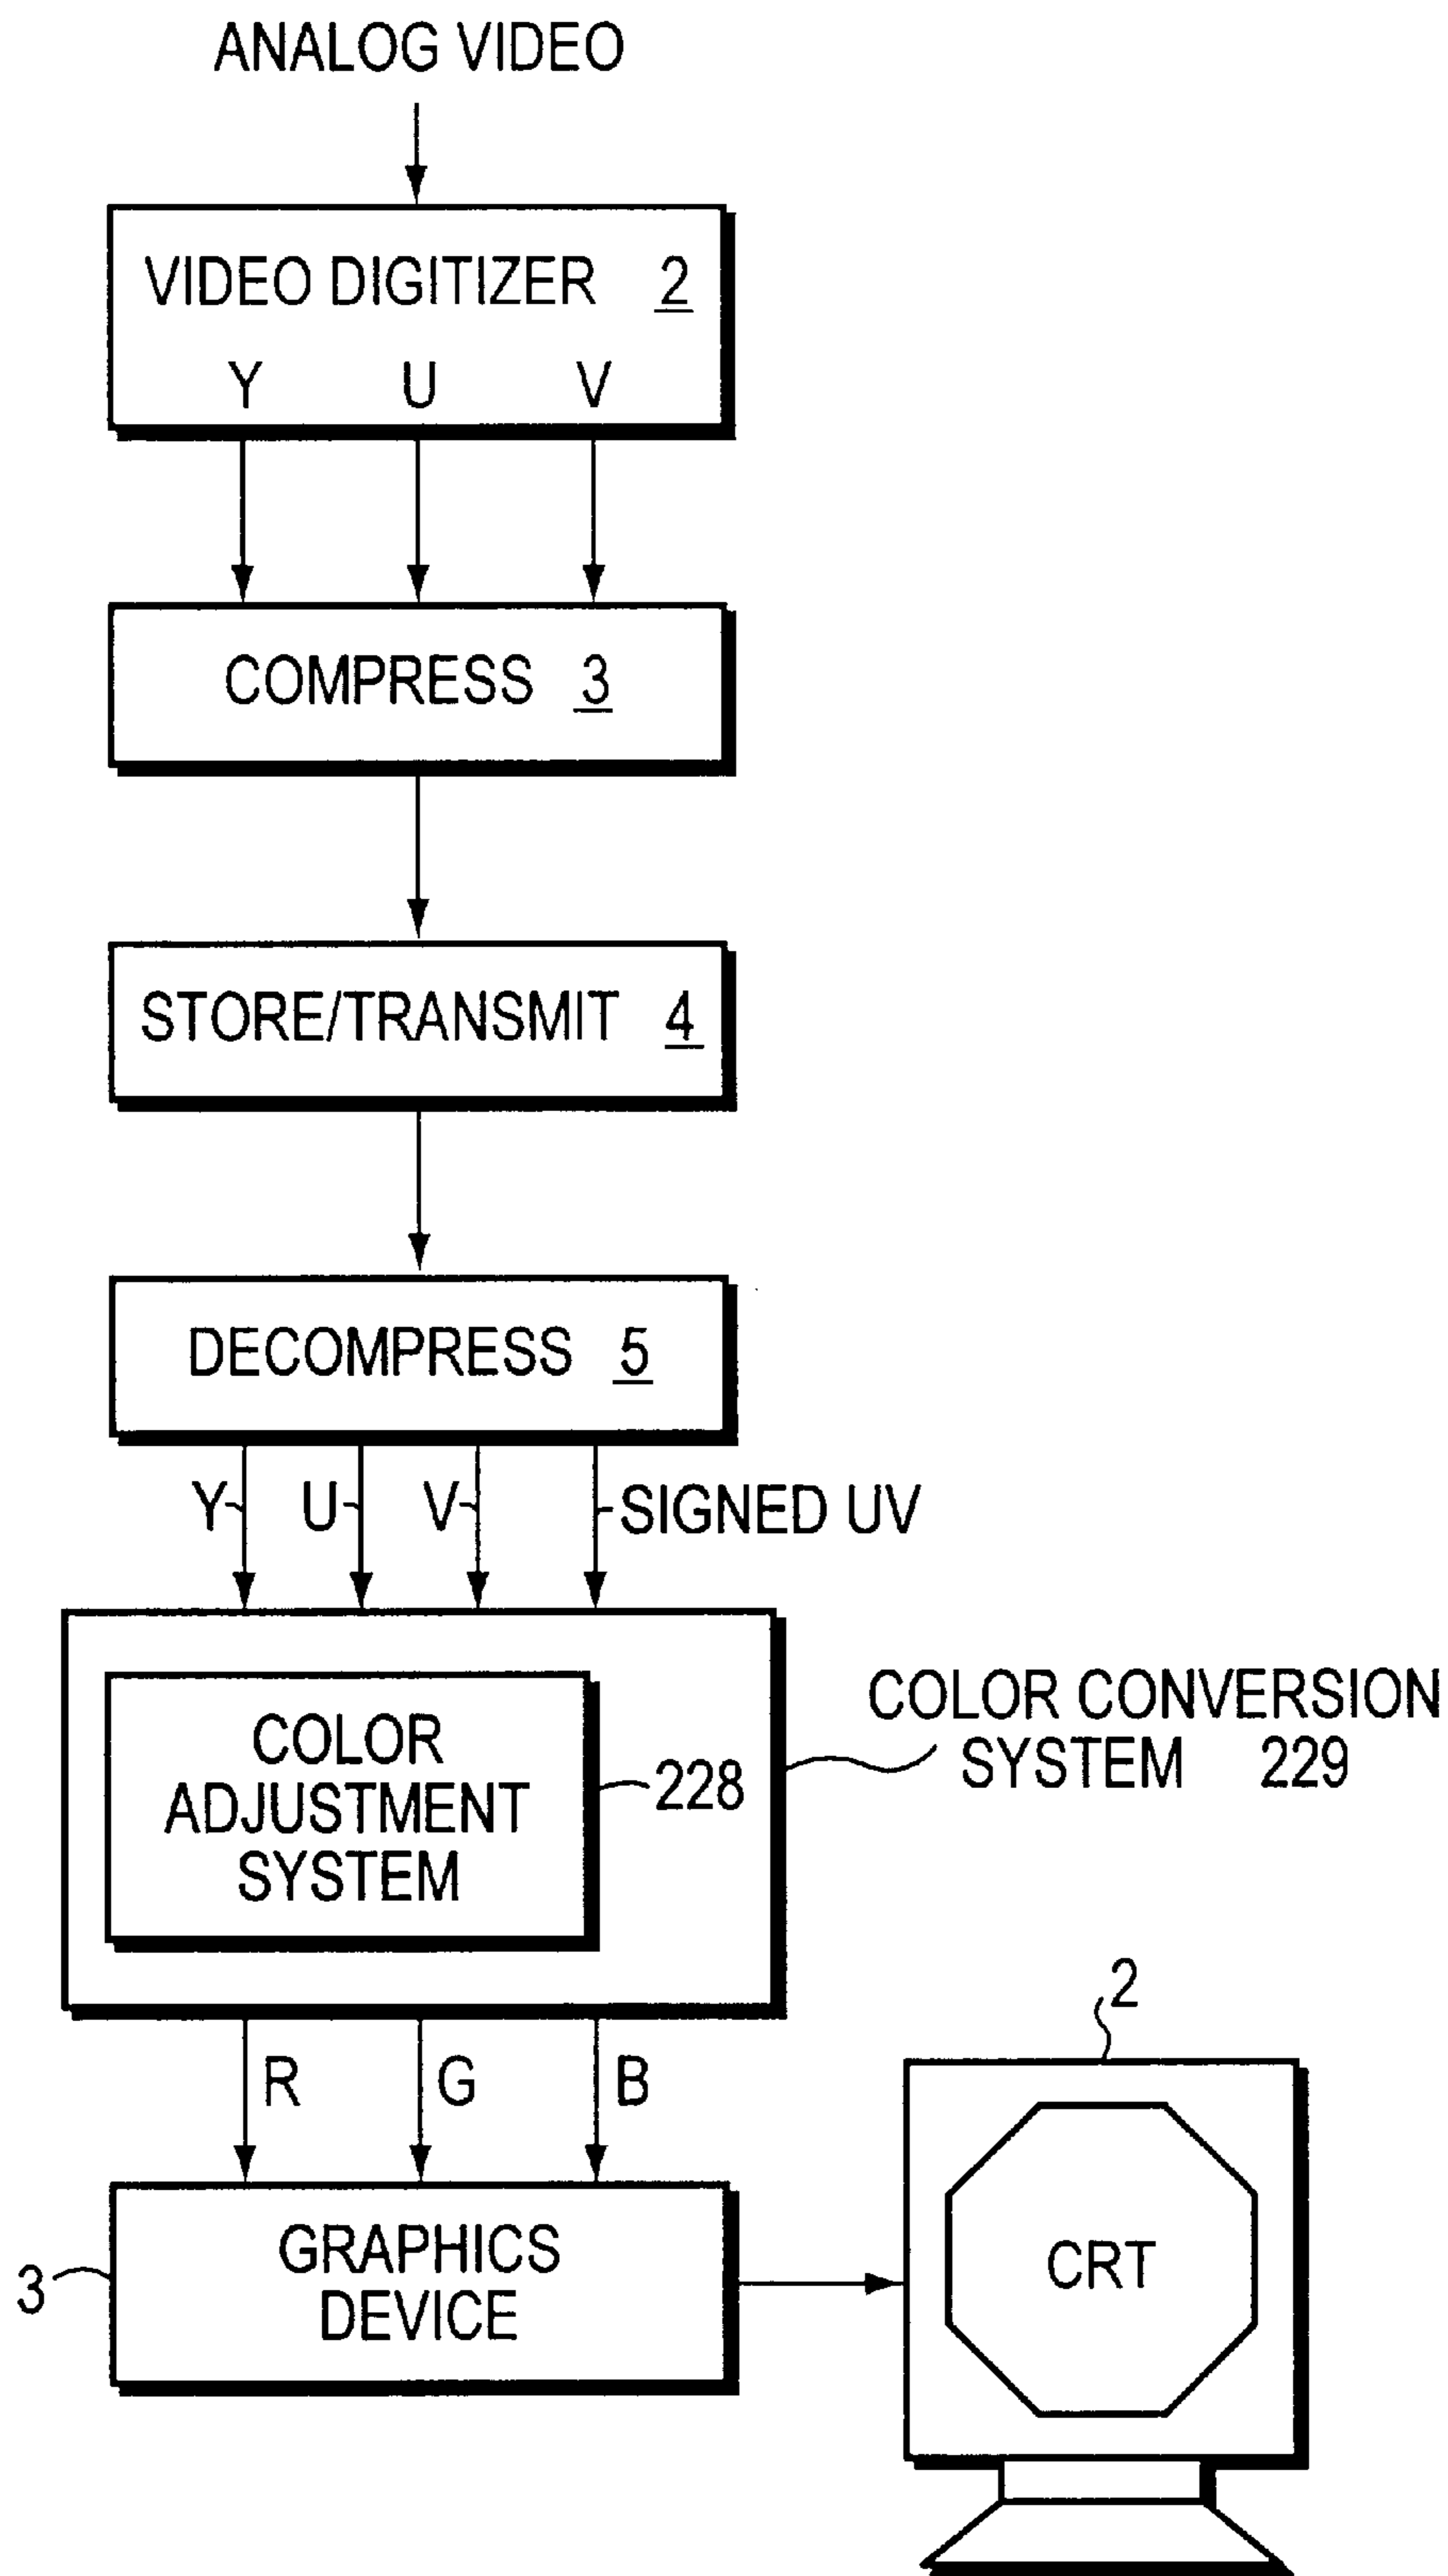 ANALOG VIDEO
VIDEO DIGITIZER 2
Y U V
COMPRESS 3
STORE/TRANSMIT 4
DECOMPRESS 5
Y U V SIGNED UV
COLOR CONVERSION
SYSTEM 229
COLOR
ADJUSTMENT
SYSTEM
228
R G B
2
GRAPHICS
DEVICE
3
CRT